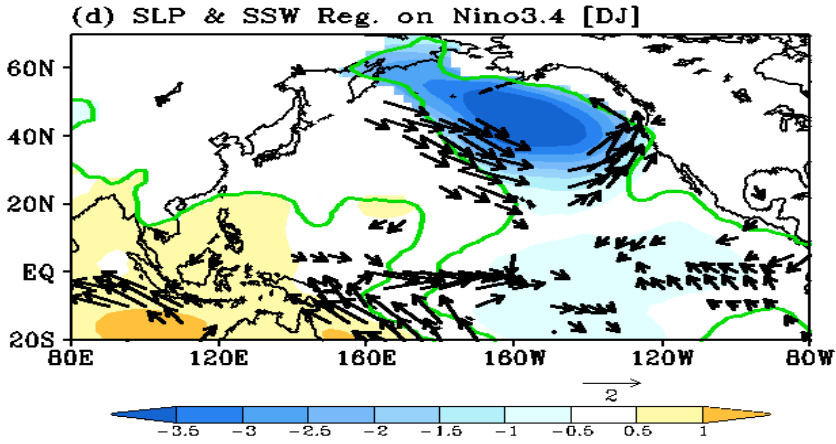 (d) SLP & SSW Reg. on Nino3.4 [DJ]
60N
40N
20N
EQ
20S
80E 120E 160E 160W 120W 80W
2
-3.5 -3 -2.5 -2 -1.5 -1 -0.5 0.5 1